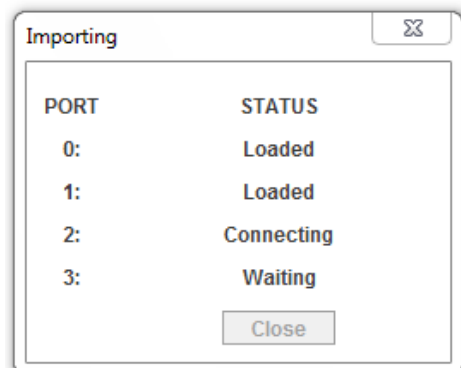 Importing
PORT STATUS
0: Loaded
1: Loaded
2: Connecting
3: Waiting
Close